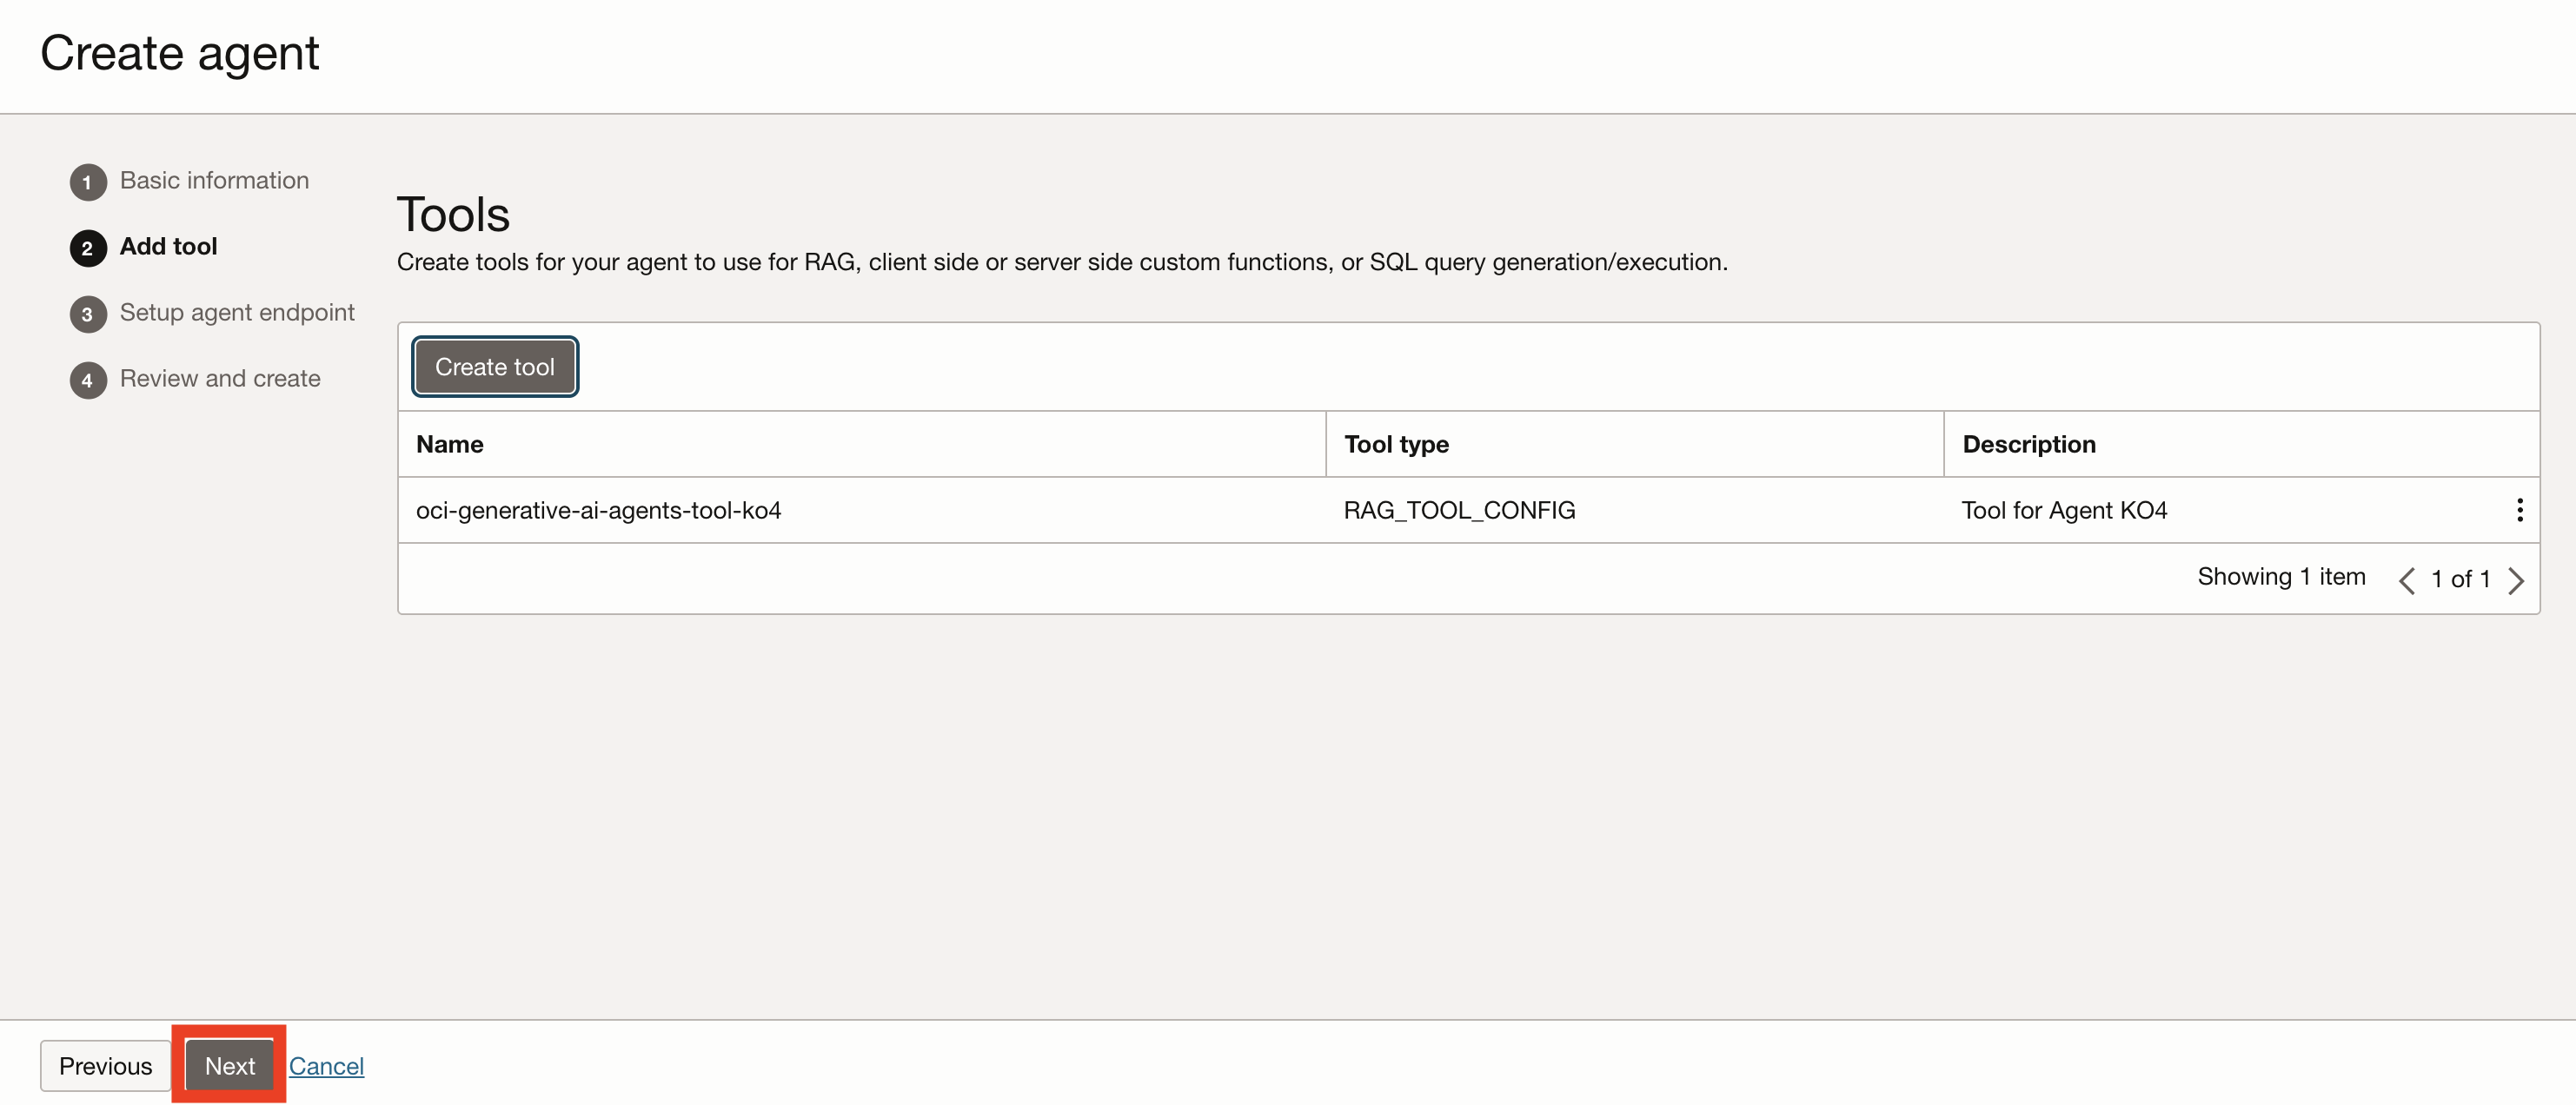 Create agent
1 Basic information
2 Add tool
3 Setup agent endpoint
4 Review and create
Tools
Create tools for your agent to use for RAG, client side or server side custom functions, or SQL query generation/execution.
Create tool
Name Tool type Description
oci-generative-ai-agents-tool-ko4 RAG_TOOL_CONFIG Tool for Agent KO4
Showing 1 item 1 of 1
Previous Next Cancel